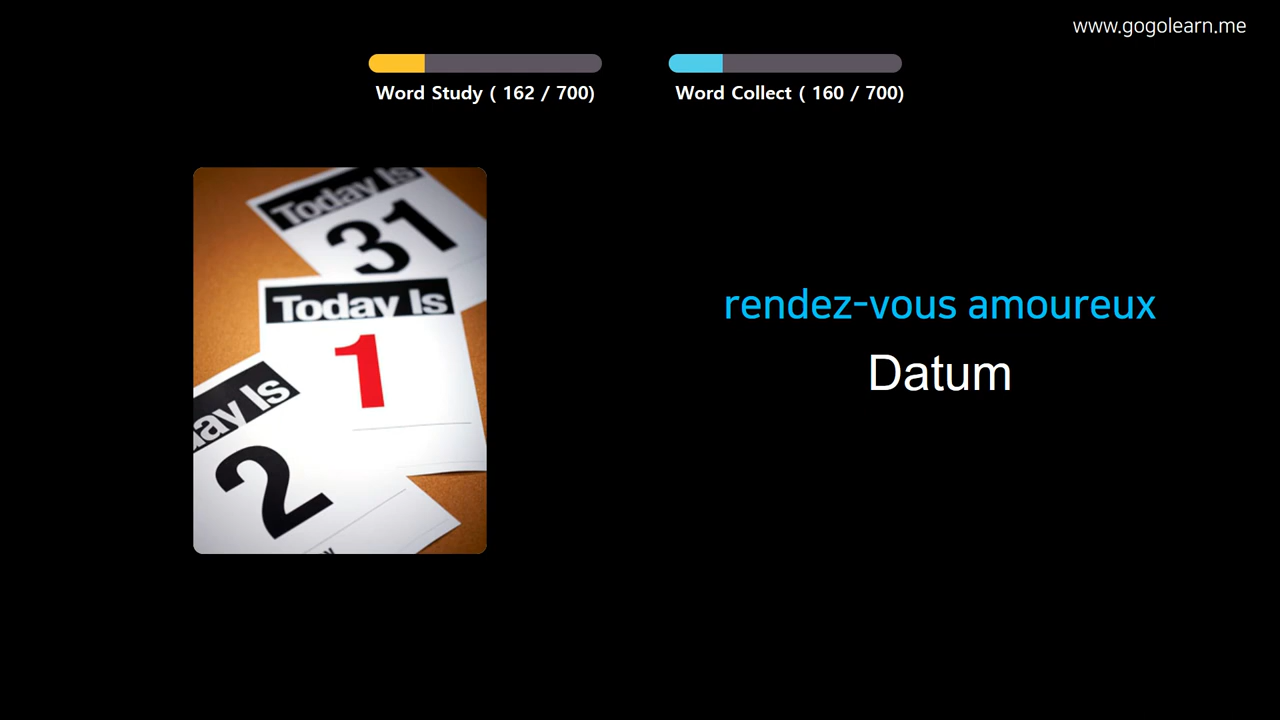 www.gogolearn.me
Word Study ( 162 / 700)
Word Collect ( 160 / 700)
Today Is
31
Today Is
1
day Is
2
rendez-vous amoureux
Datum